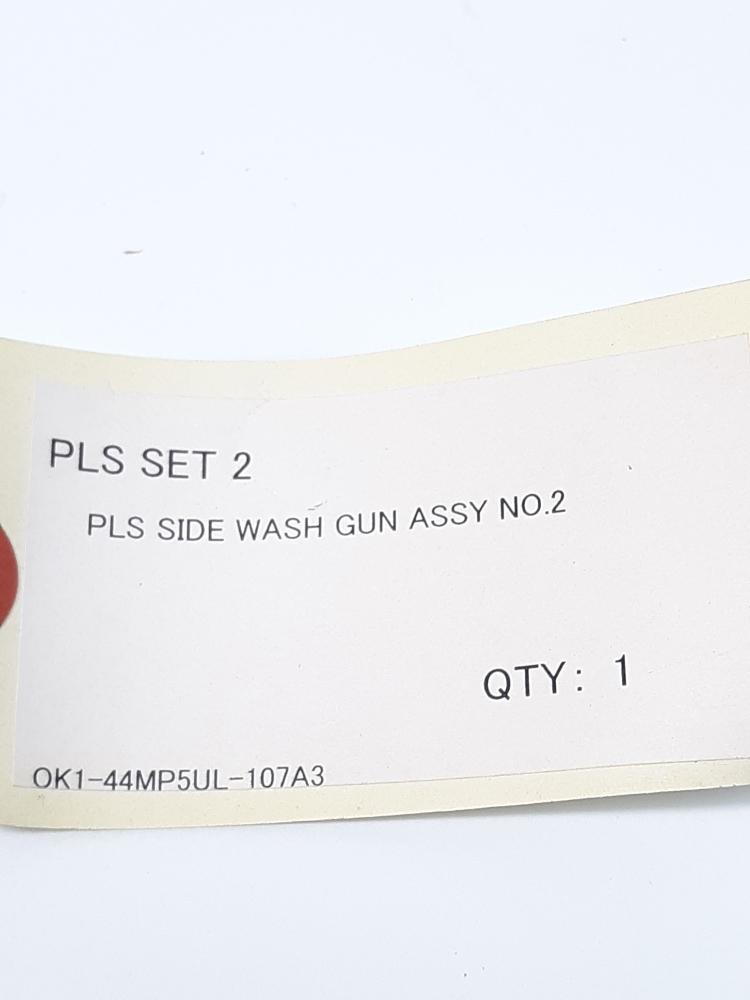 PLS SET 2
PLS SIDE WASH GUN ASSY NO.2
QTY: 1
OK1-44MP5UL-107A3